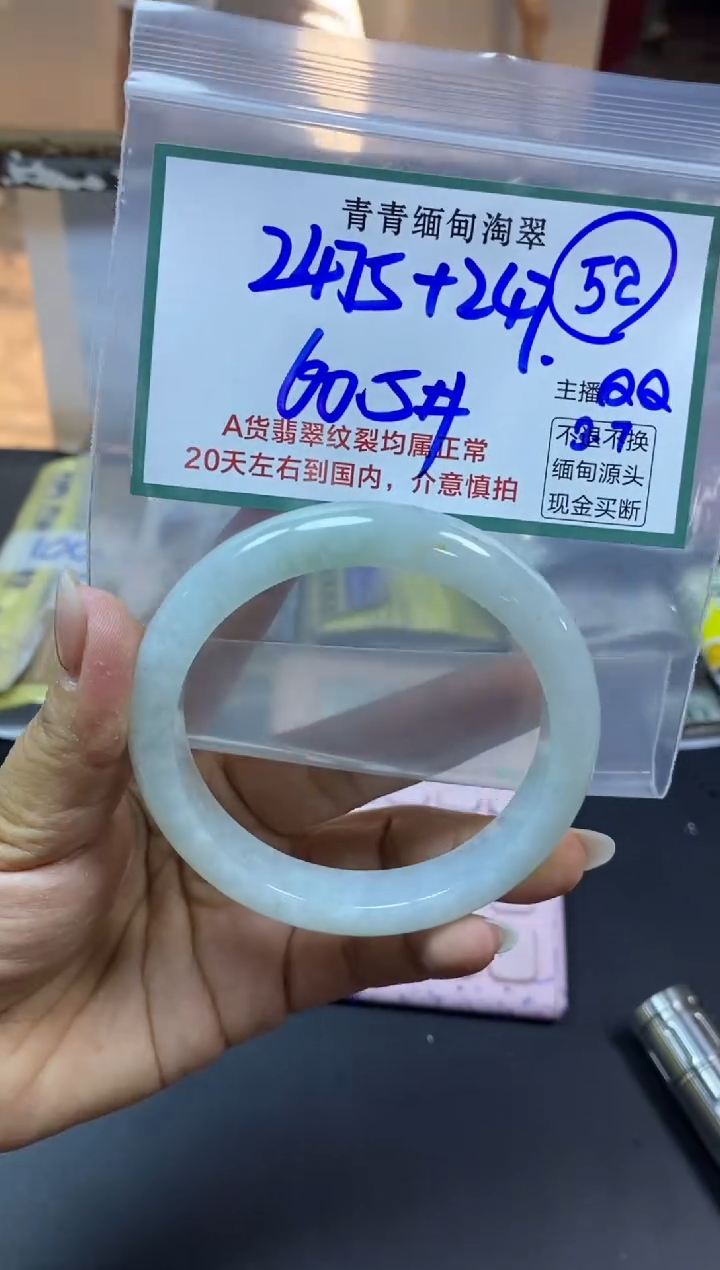 青青缅甸淘翠
2475+247.
52
605#
主播QQ
37
A货翡翠纹裂均属正常
20天左右到国内，介意慎拍
不退不换
缅甸源头
现金买断